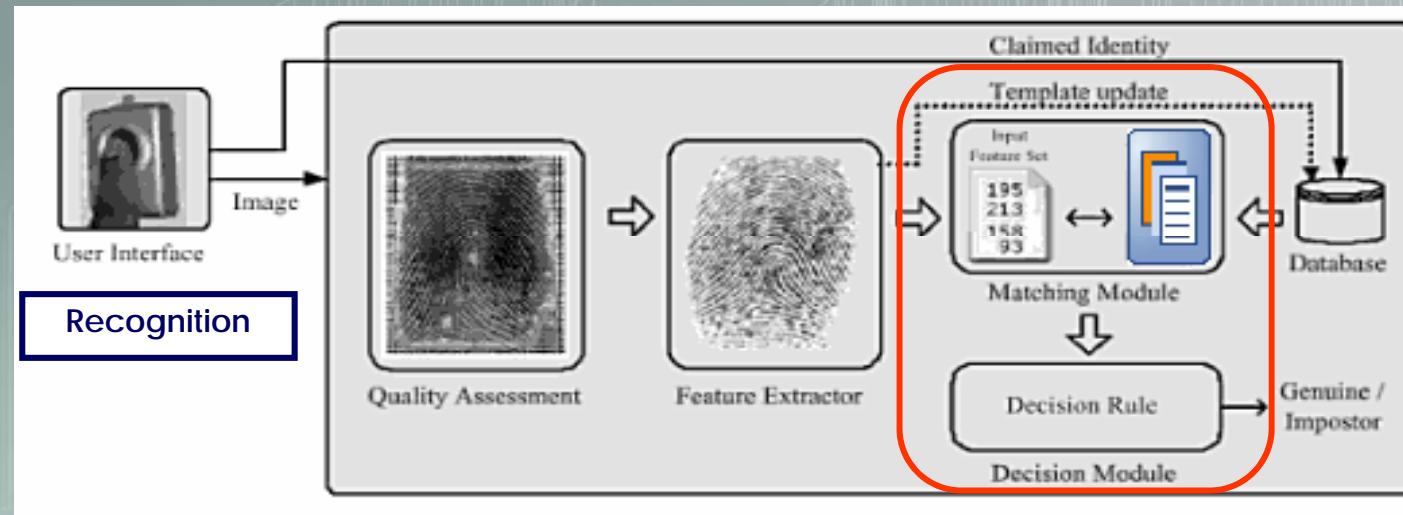 Claimed Identity
Template update
Input
Feature Set
195
213
158
93
Image
User Interface
Database
Recognition
Matching Module
Quality Assessment
Feature Extractor
Decision Rule
Genuine /
Impostor
Decision Module